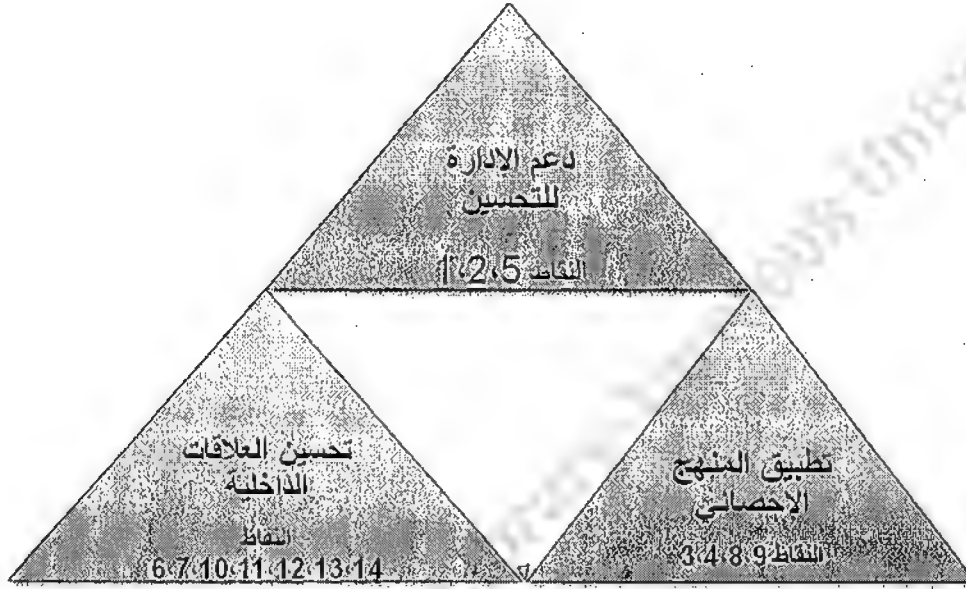 دعم الادارة
للتحسين
النقاط 1،2،5
تحسين العلاقات
الداخلية
النقاط
6،7،10،11،12،13،14
تطبيق المنهج
الإحصائي
النقاط 3،4،8،9